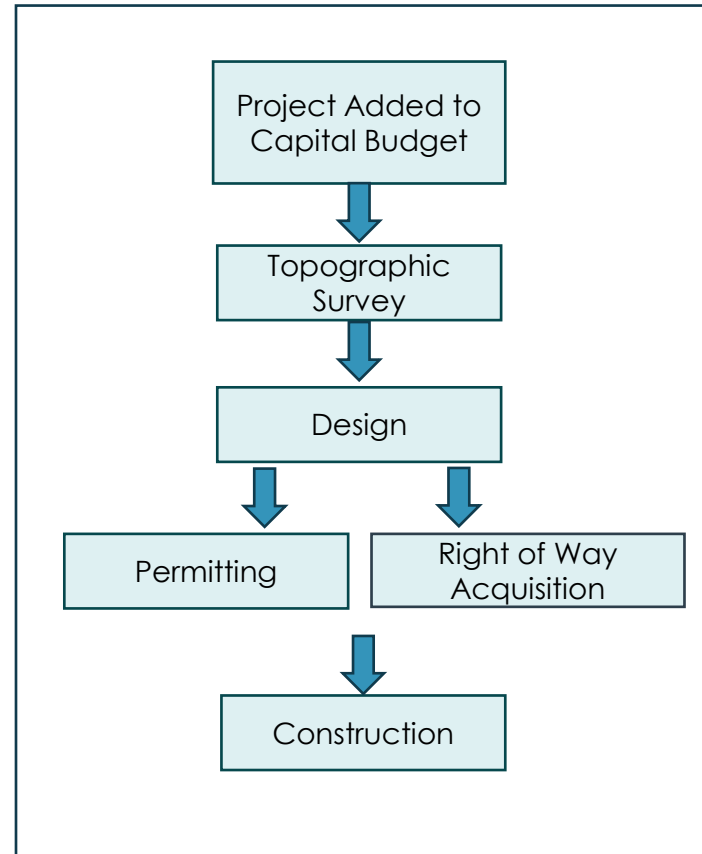 Project Added to
Capital Budget
Topographic
Survey
Design
Permitting
Right of Way
Acquisition
Construction